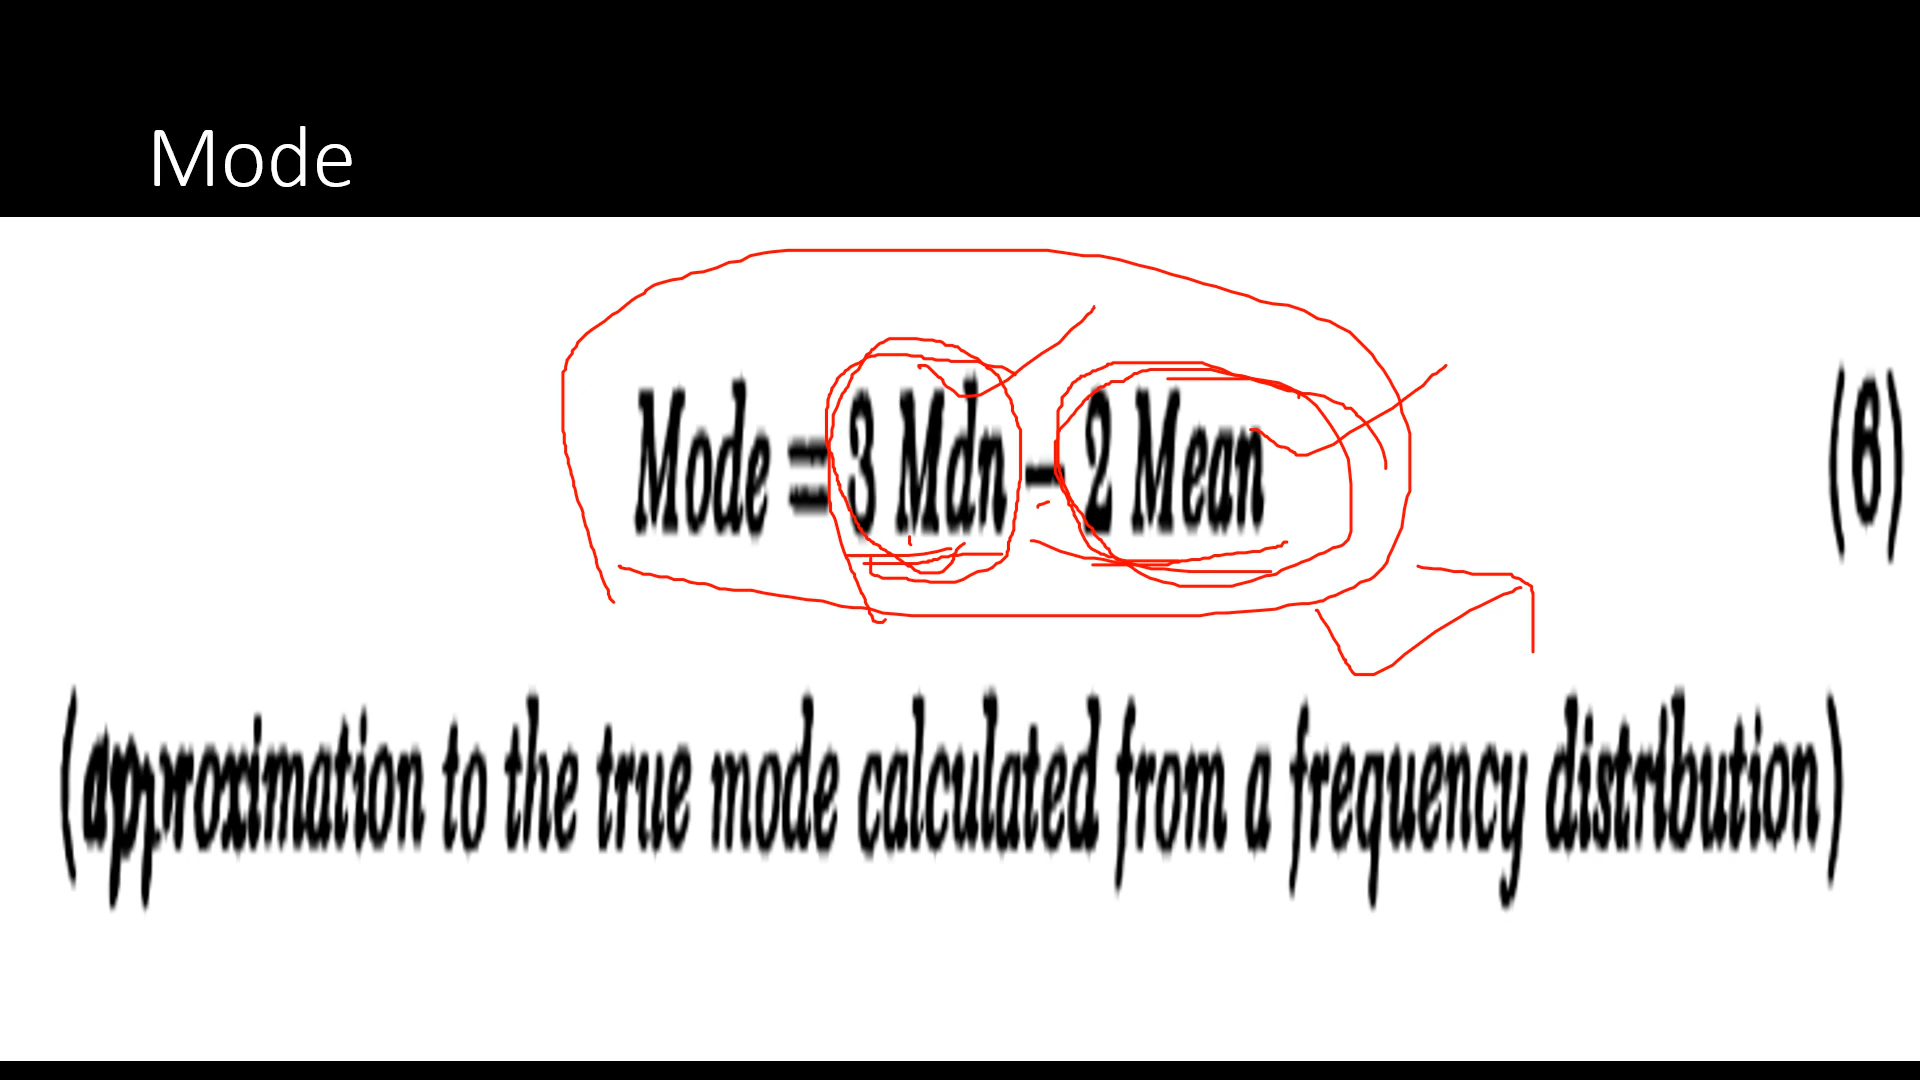 Mode
Mode = 3 Mdn – 2 Mean (6)
(approximation to the true mode calculated from a frequency distribution)